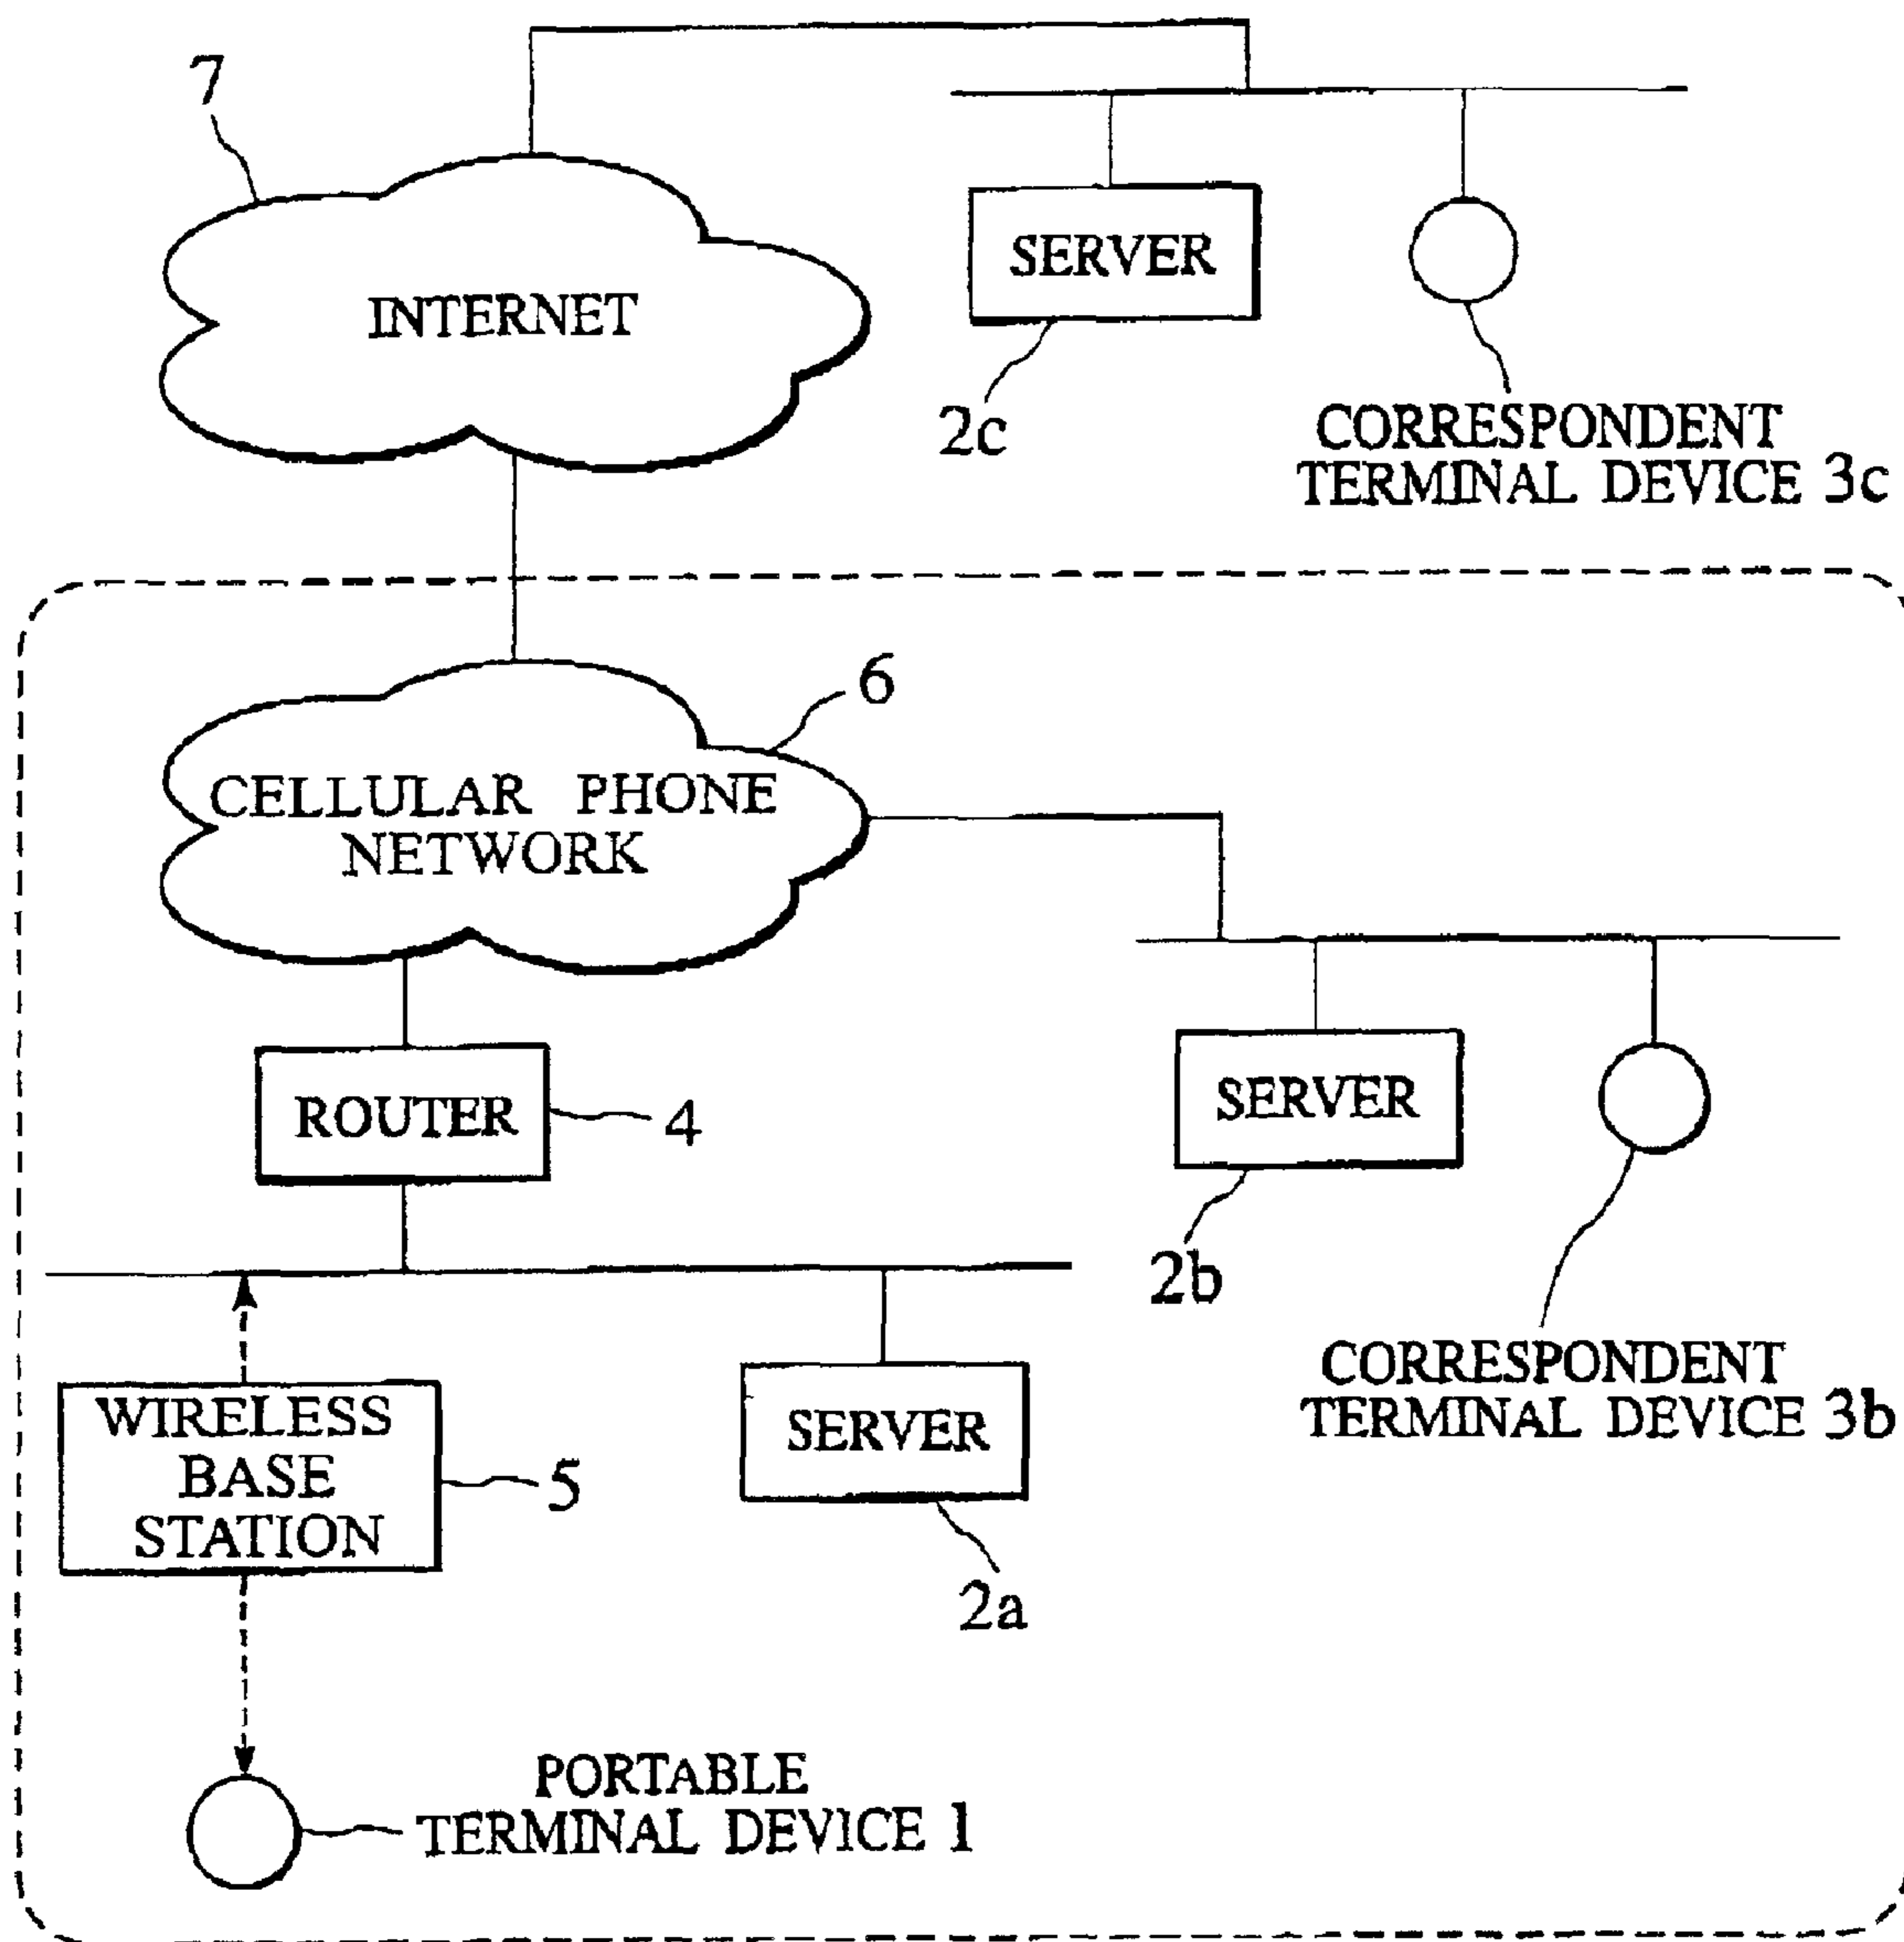 7
INTERNET
SERVER
2c
CORRESPONDENT
TERMINAL DEVICE 3c
6
CELLULAR PHONE
NETWORK
ROUTER
4
SERVER
2b
CORRESPONDENT
TERMINAL DEVICE 3b
WIRELESS
BASE
STATION
5
SERVER
2a
PORTABLE
TERMINAL DEVICE 1